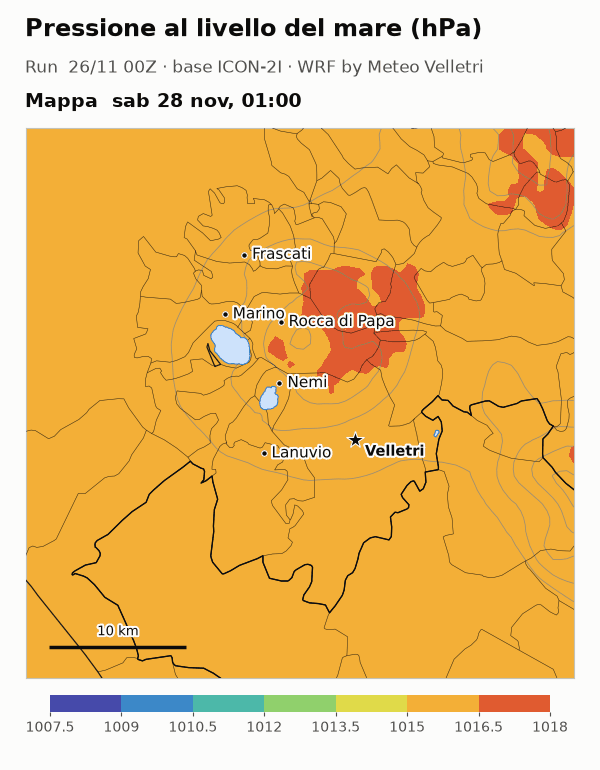 Pressione al livello del mare (hPa)
Run  26/11 00Z · base ICON-2I · WRF by Meteo Velletri
Mappa  sab 28 nov, 01:00
Frascati
Marino
Rocca di Papa
Nemi
Velletri
Lanuvio
10 km
1007.5 1009 1010.5 1012 1013.5 1015 1016.5 1018